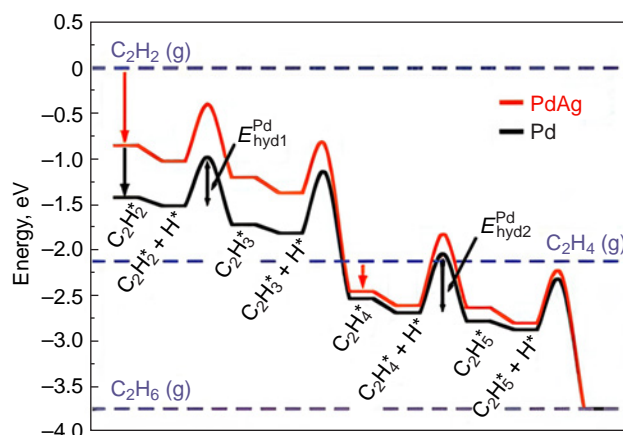 0.5
C₂H₂ (g)
0
PdAg
Pd
−0.5
E^Pd_hyd1
−1.0
−1.5
C₂H₂*
C₂H₂* + H*
C₂H₃*
C₂H₃* + H*
−2.0
C₂H₄ (g)
E^Pd_hyd2
−2.5
C₂H₄*
C₂H₄* + H*
C₂H₅*
C₂H₅* + H*
−3.0
−3.5
C₂H₆ (g)
−4.0
Energy, eV